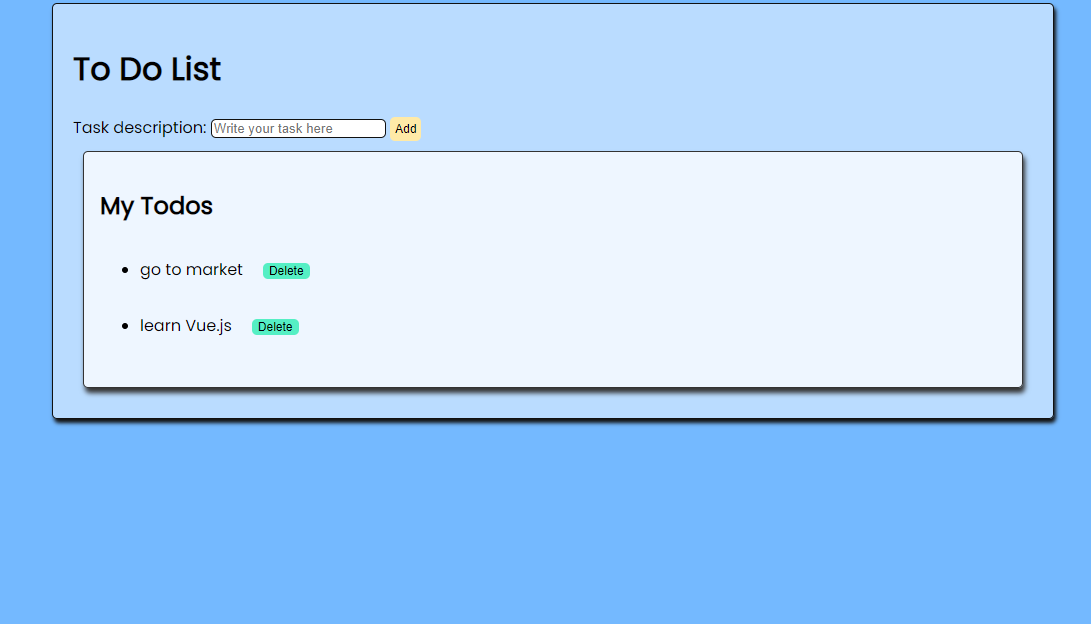 To Do List
Task description: Write your task here Add
My Todos
go to market Delete
learn Vue.js Delete